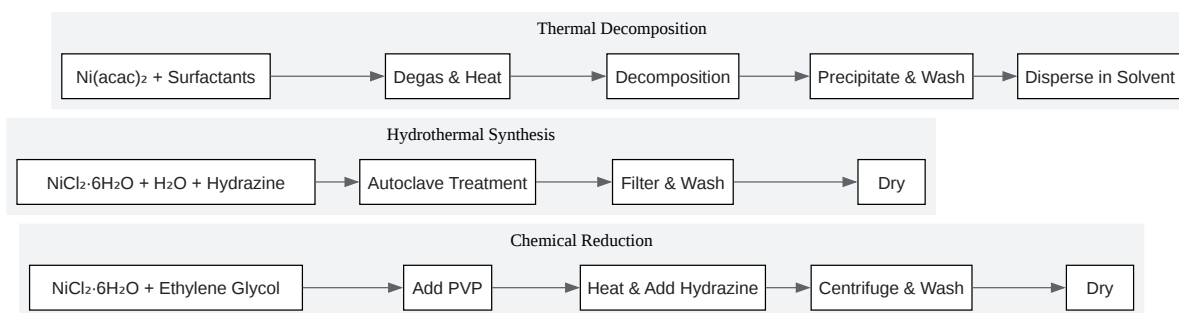 Thermal Decomposition
Ni(acac)₂ + Surfactants
Degas & Heat
Decomposition
Precipitate & Wash
Disperse in Solvent
Hydrothermal Synthesis
NiCl₂·6H₂O + H₂O + Hydrazine
Autoclave Treatment
Filter & Wash
Dry
Chemical Reduction
NiCl₂·6H₂O + Ethylene Glycol
Add PVP
Heat & Add Hydrazine
Centrifuge & Wash
Dry